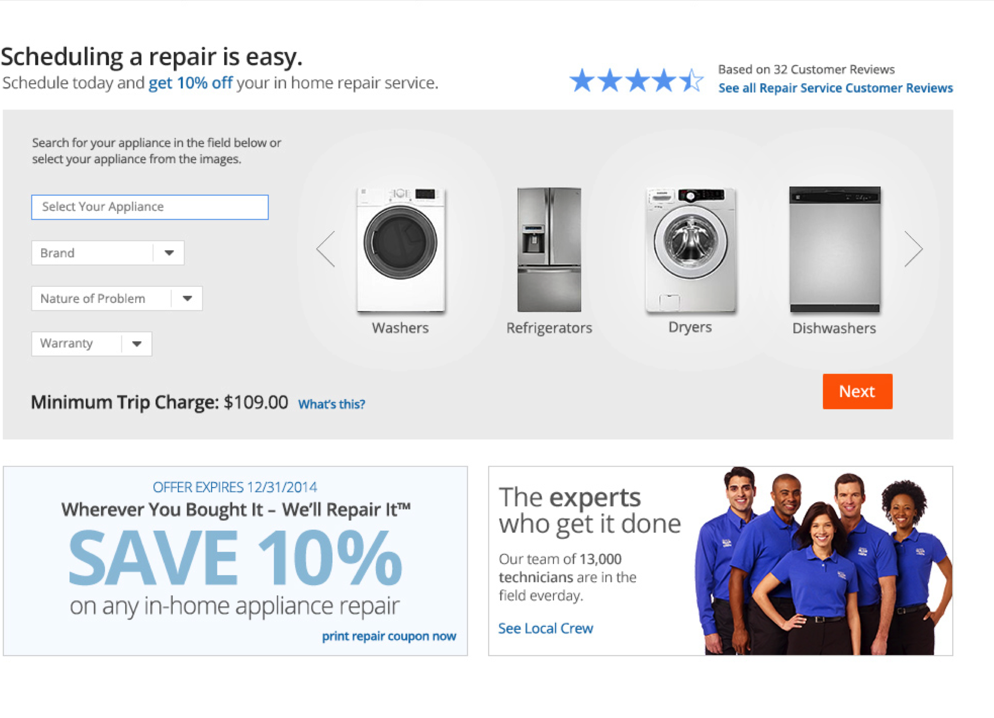 Scheduling a repair is easy.
Schedule today and get 10% off your in home repair service.
Based on 32 Customer Reviews
See all Repair Service Customer Reviews
Search for your appliance in the field below or
select your appliance from the images.
Select Your Appliance
Brand
Nature of Problem
Warranty
Washers
Refrigerators
Dryers
Dishwashers
Minimum Trip Charge: $109.00 What's this?
Next
OFFER EXPIRES 12/31/2014
Wherever You Bought It – We'll Repair It™
SAVE 10%
on any in-home appliance repair
print repair coupon now
The experts
who get it done
Our team of 13,000
technicians are in the
field everday.
See Local Crew